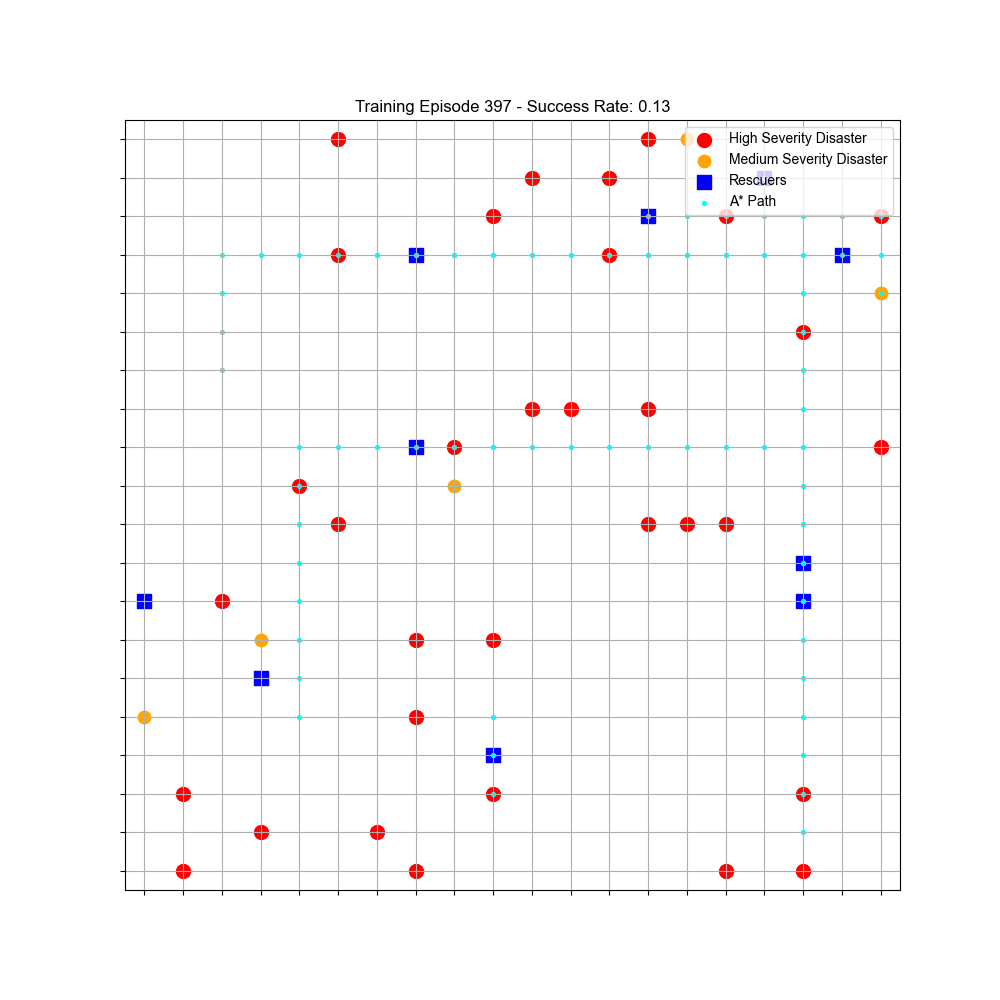 Training Episode 397 - Success Rate: 0.13
High Severity Disaster
Medium Severity Disaster
Rescuers
A* Path